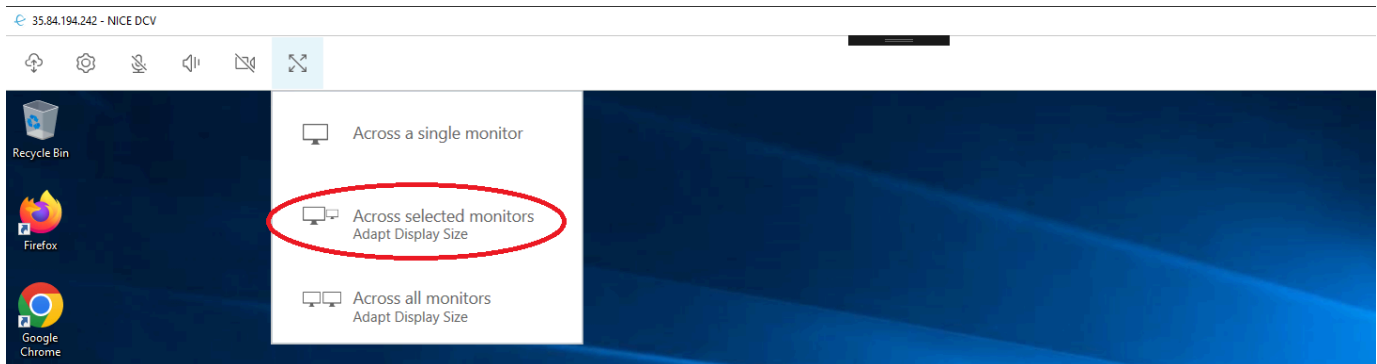 35.84.194.242 - NICE DCV
Recycle Bin
Across a single monitor
Firefox
Across selected monitors
Adapt Display Size
Google
Chrome
Across all monitors
Adapt Display Size